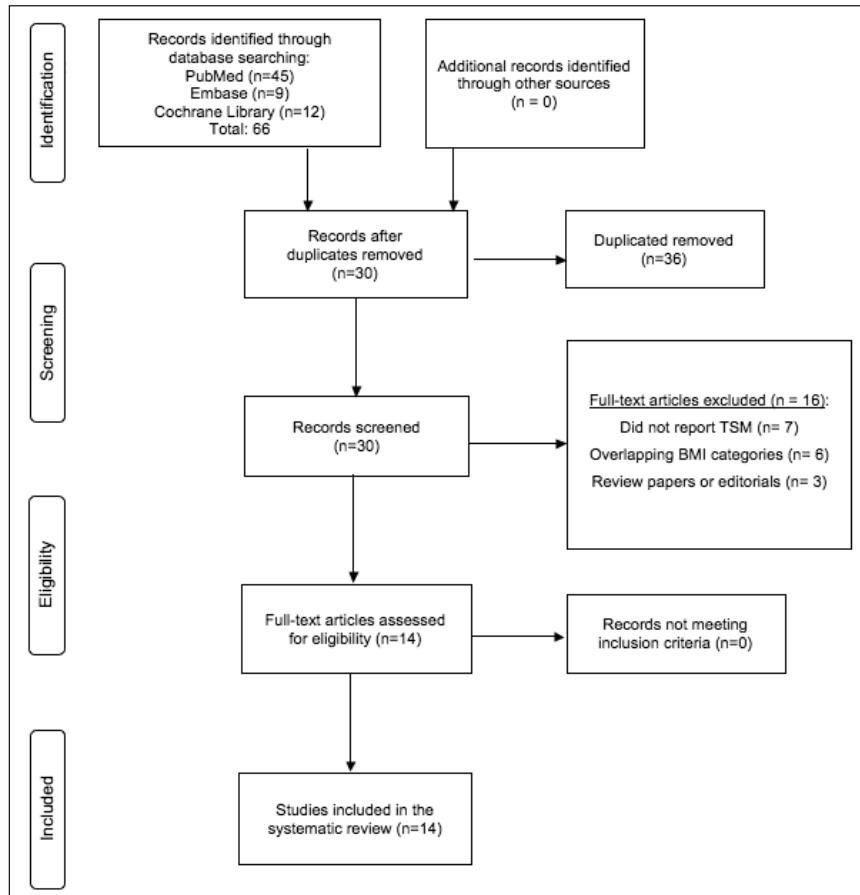 Identification
Records identified through
database searching:
PubMed (n=45)
Embase (n=9)
Cochrane Library (n=12)
Total: 66
Additional records identified
through other sources
(n = 0)
Screening
Records after
duplicates removed
(n=30)
Duplicated removed
(n=36)
Records screened
(n=30)
Full-text articles excluded (n = 16):
Did not report TSM (n= 7)
Overlapping BMI categories (n= 6)
Review papers or editorials (n= 3)
Eligibility
Full-text articles assessed
for eligibility (n=14)
Records not meeting
inclusion criteria (n=0)
Included
Studies included in the
systematic review (n=14)